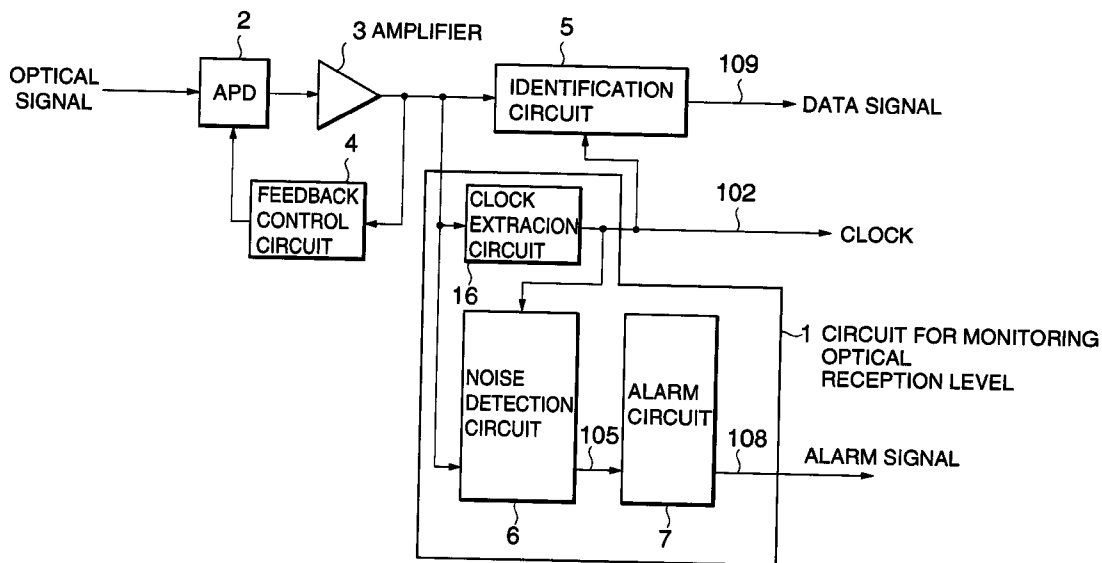 2
3 AMPLIFIER
5
OPTICAL
SIGNAL
APD
IDENTIFICATION
CIRCUIT
109
DATA SIGNAL
4
FEEDBACK
CONTROL
CIRCUIT
CLOCK
EXTRACION
CIRCUIT
102
CLOCK
16
1 CIRCUIT FOR MONITORING
OPTICAL
RECEPTION LEVEL
NOISE
DETECTION
CIRCUIT
ALARM
CIRCUIT
105
108
ALARM SIGNAL
6
7